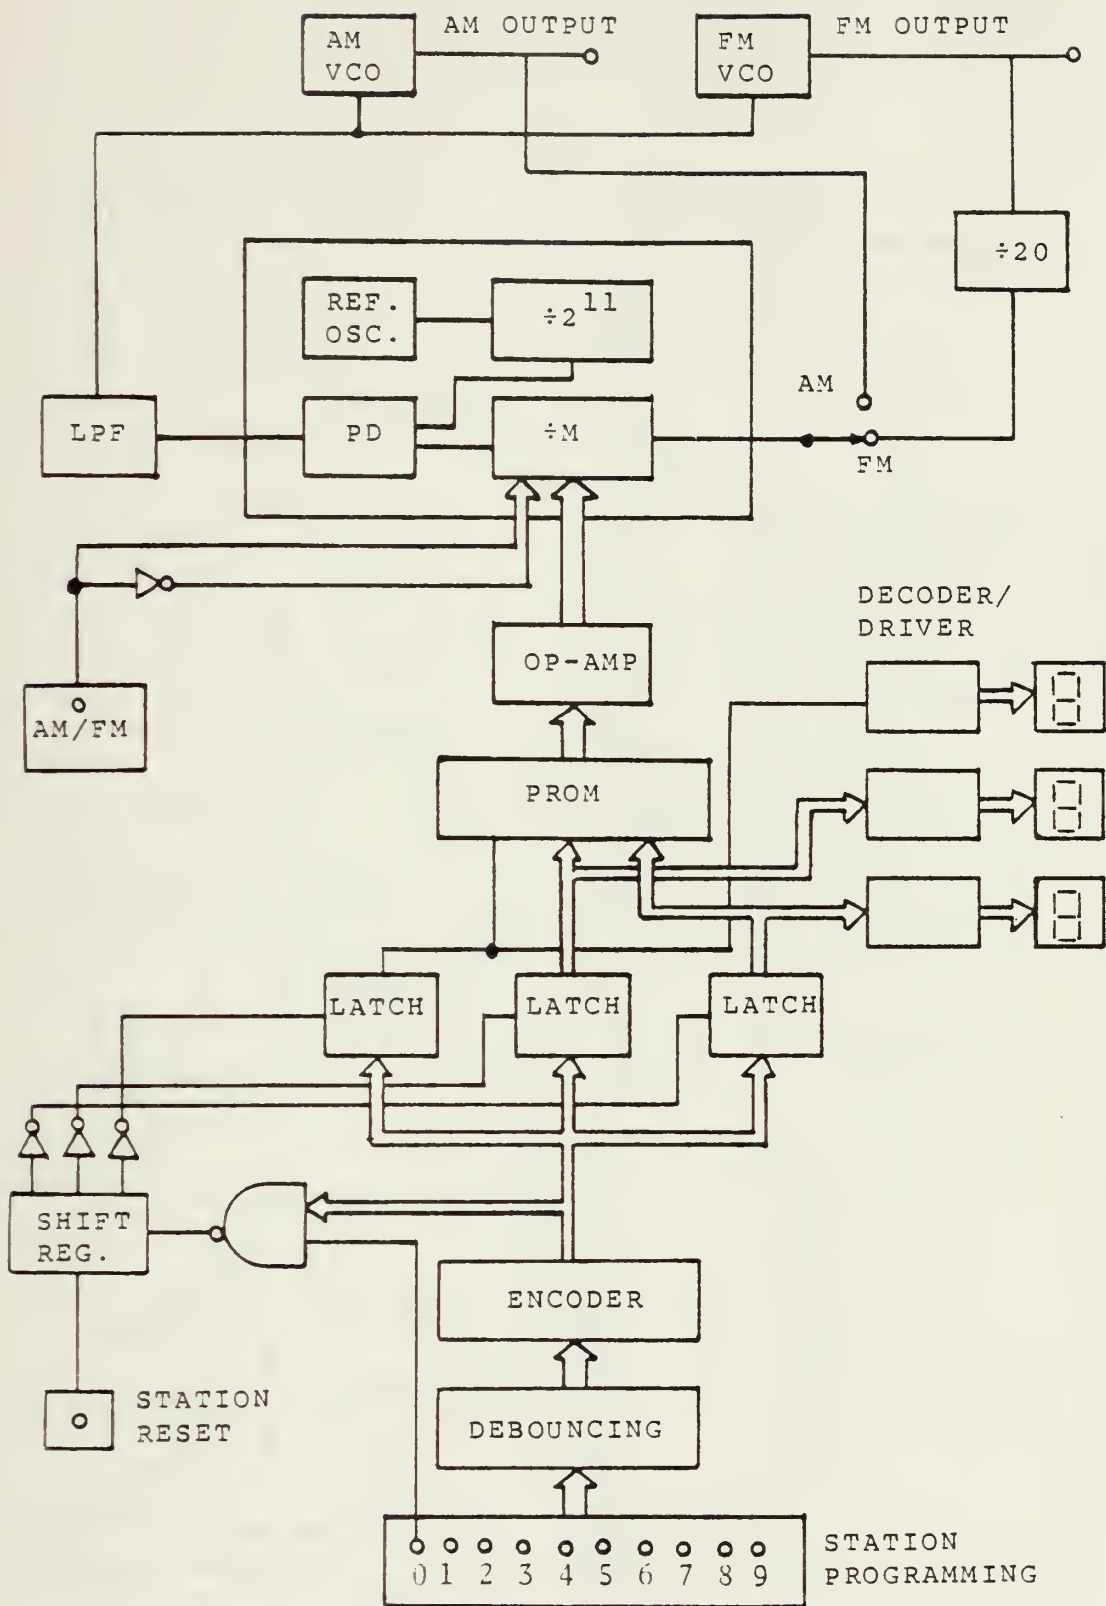 AM OUTPUT
FM OUTPUT
AM
VCO
FM
VCO
÷20
REF.
OSC.
÷2^11
AM
LPF
PD
÷M
FM
DECODER/
DRIVER
OP-AMP
AM/FM
PROM
LATCH
LATCH
LATCH
SHIFT
REG.
ENCODER
STATION
RESET
DEBOUNCING
STATION
PROGRAMMING
0 1 2 3 4 5 6 7 8 9